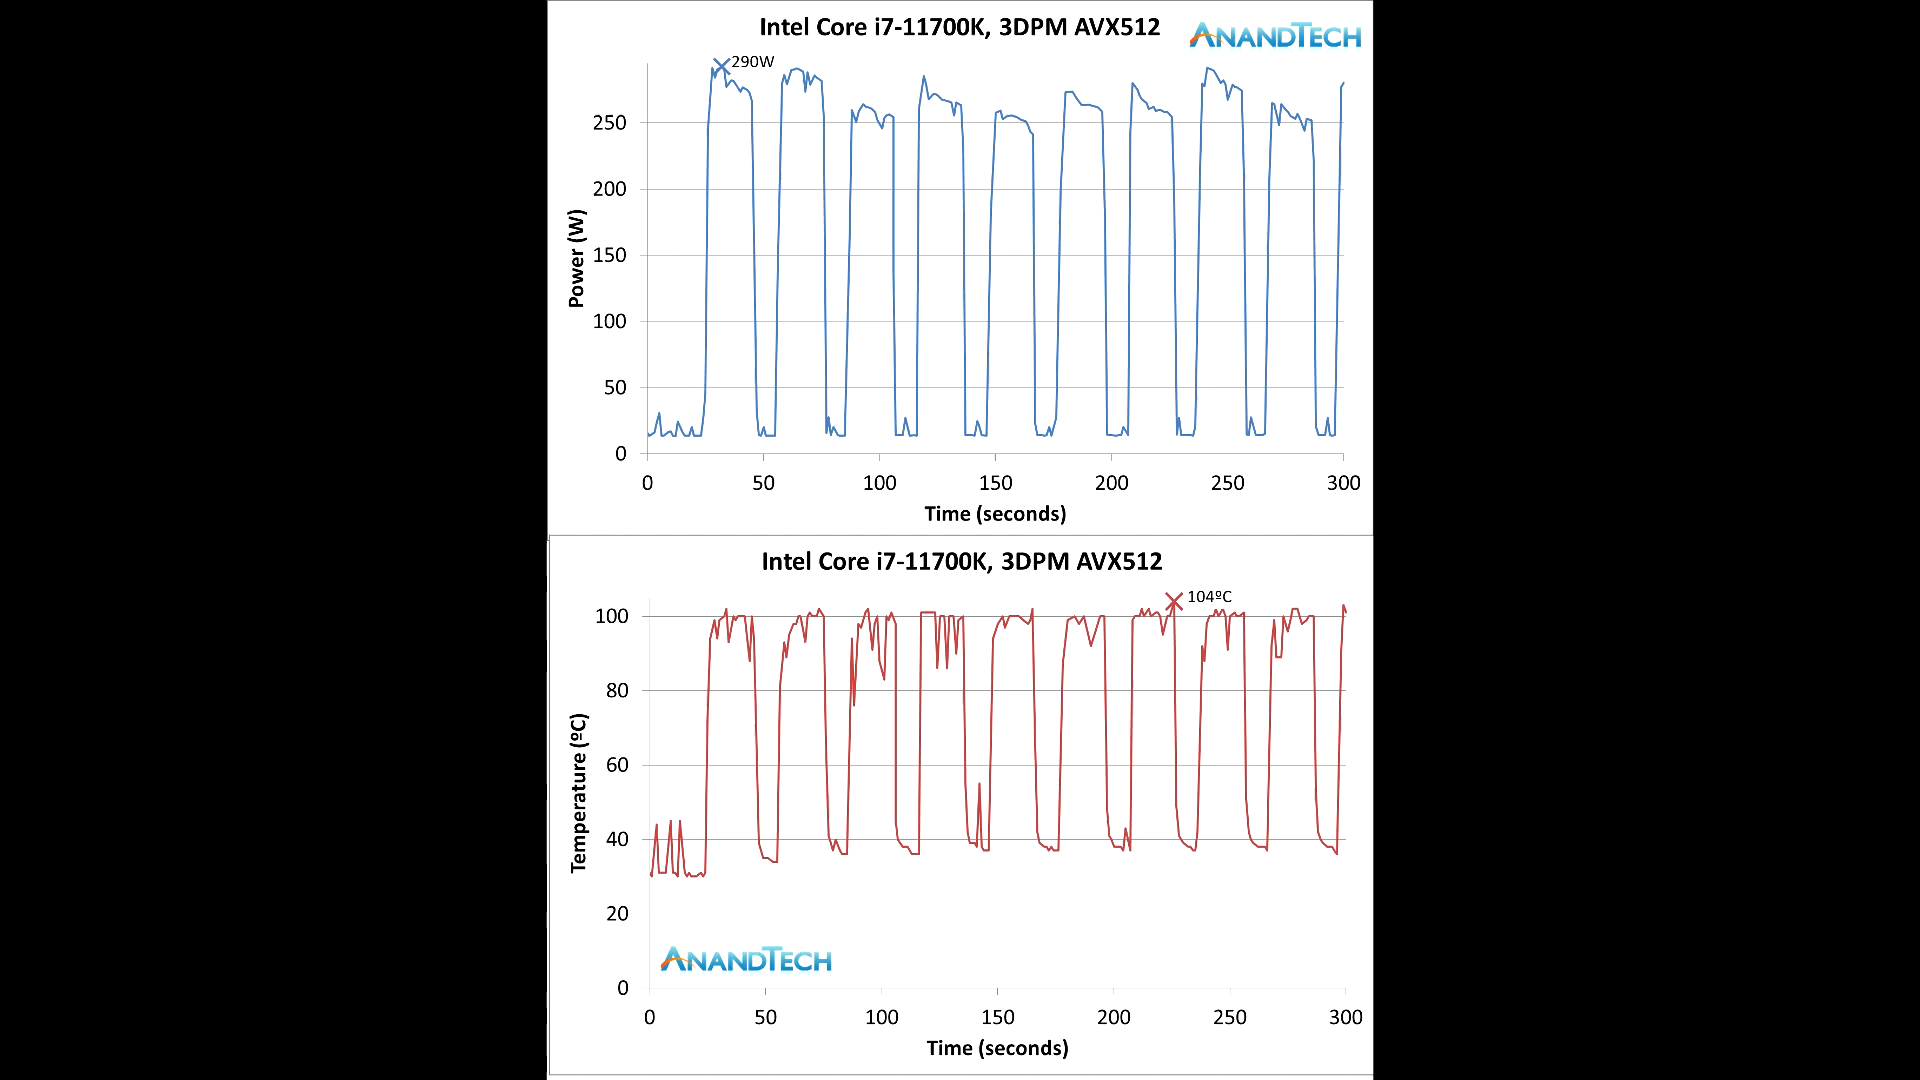 Intel Core i7-11700K, 3DPM AVX512
ANANDTECH
290W
250
200
150
100
50
0
Power (W)
0 50 100 150 200 250 300
Time (seconds)
Intel Core i7-11700K, 3DPM AVX512
104ºC
100
80
60
40
20
0
Temperature (ºC)
ANANDTECH
0 50 100 150 200 250 300
Time (seconds)